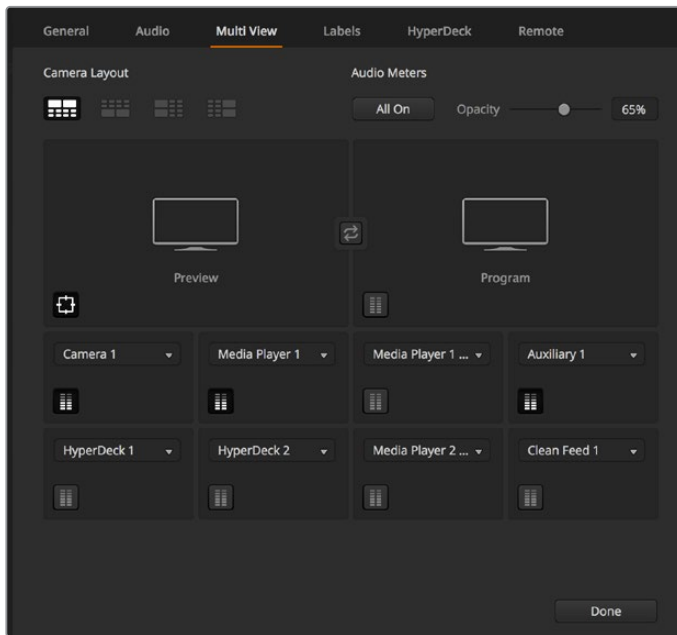 General Audio Multi View Labels HyperDeck Remote
Camera Layout Audio Meters
All On Opacity 65%
Preview Program
Camera 1 Media Player 1 Media Player 1 ... Auxiliary 1
HyperDeck 1 HyperDeck 2 Media Player 2 ... Clean Feed 1
Done